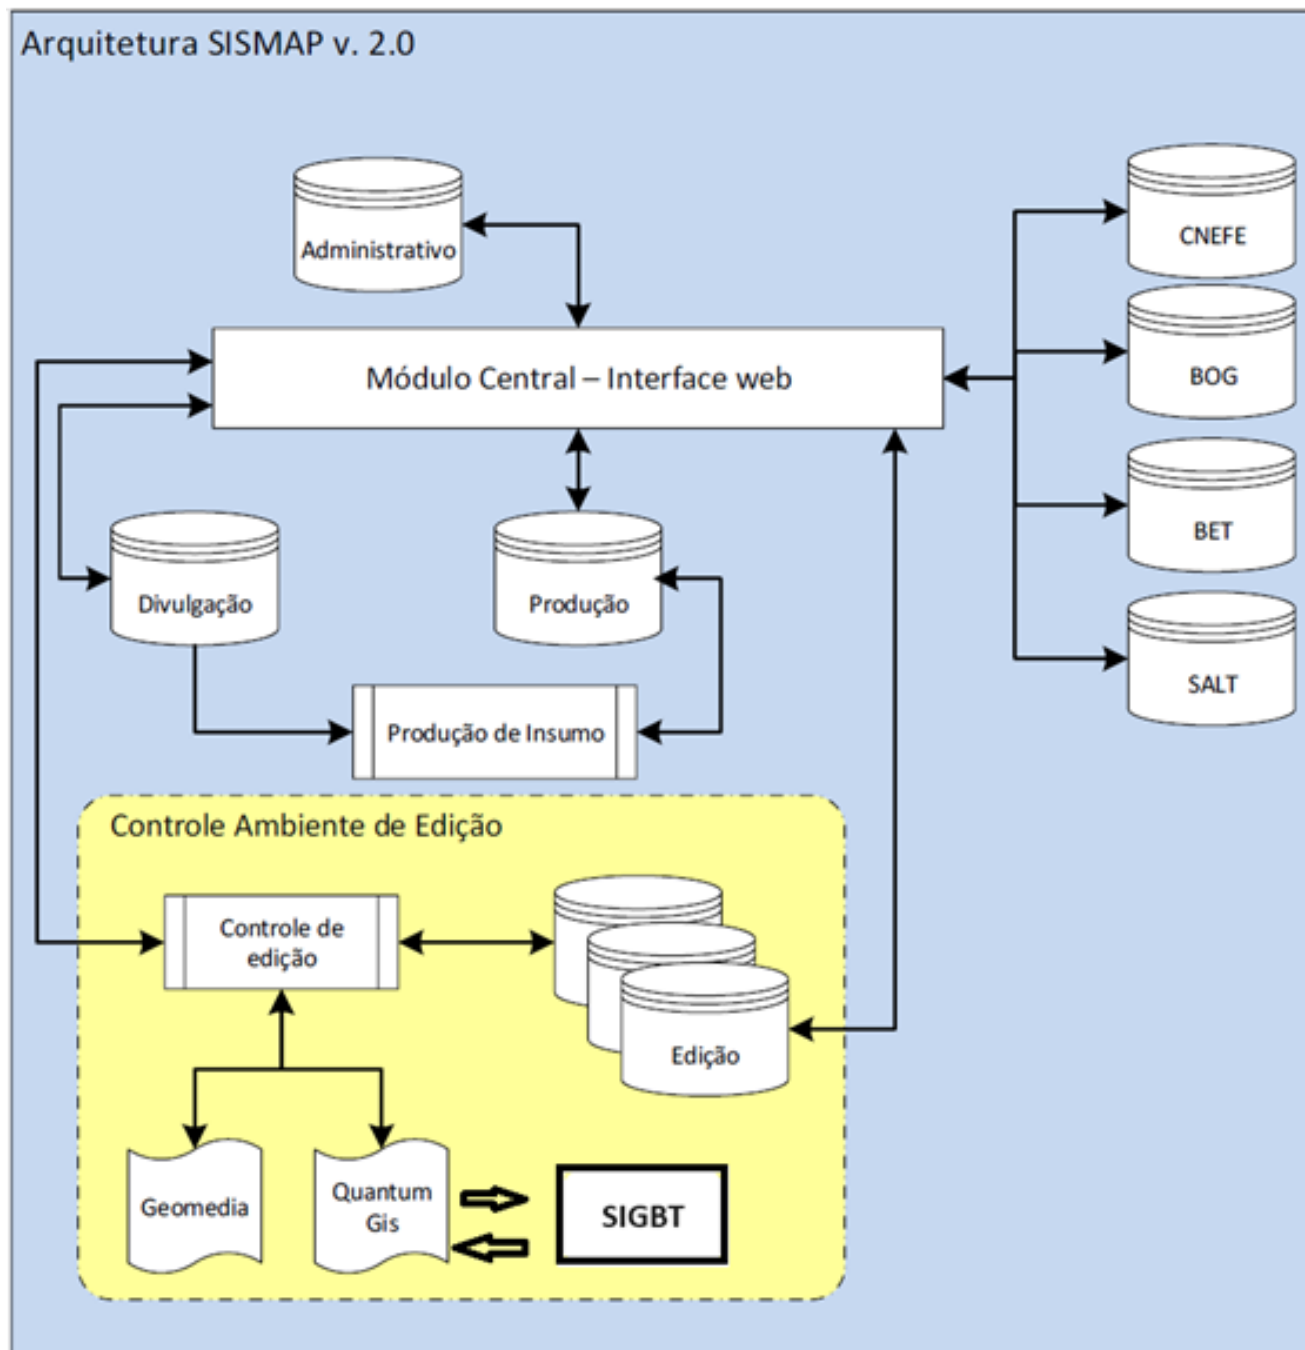 Arquitetura SISMAP v. 2.0
Administrativo
CNEFE
Módulo Central – Interface web
BOG
BET
Divulgação
Produção
SALT
Produção de Insumo
Controle Ambiente de Edição
Controle de
edição
Edição
Geomedia
Quantum
Gis
SIGBT